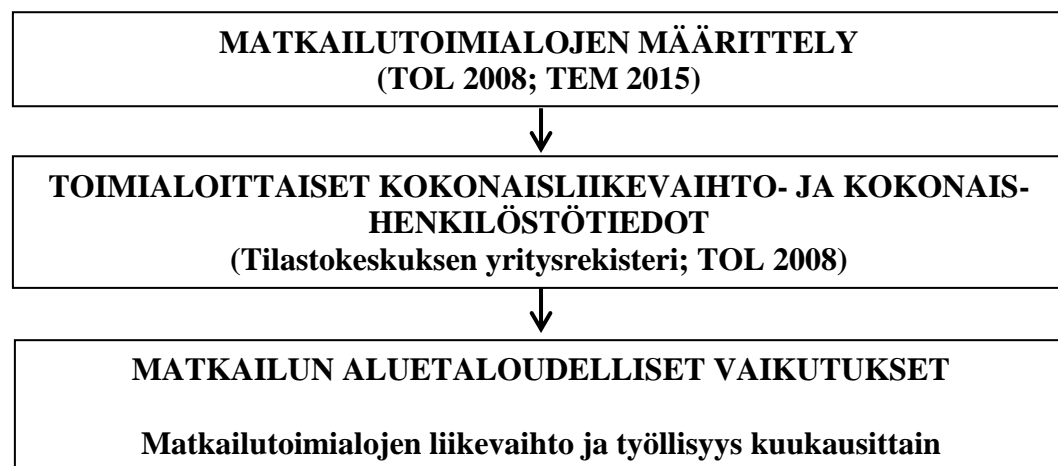 MATKAILUTOIMIALOJEN MÄÄRITTELY
(TOL 2008; TEM 2015)
TOIMIALOITTAISET KOKONAISLIIKEVAIHTO- JA KOKONAIS-
HENKILÖSTÖTIEDOT
(Tilastokeskuksen yritysrekisteri; TOL 2008)
MATKAILUN ALUETALOUDELLISET VAIKUTUKSET
Matkailutoimialojen liikevaihto ja työllisyys kuukausittain